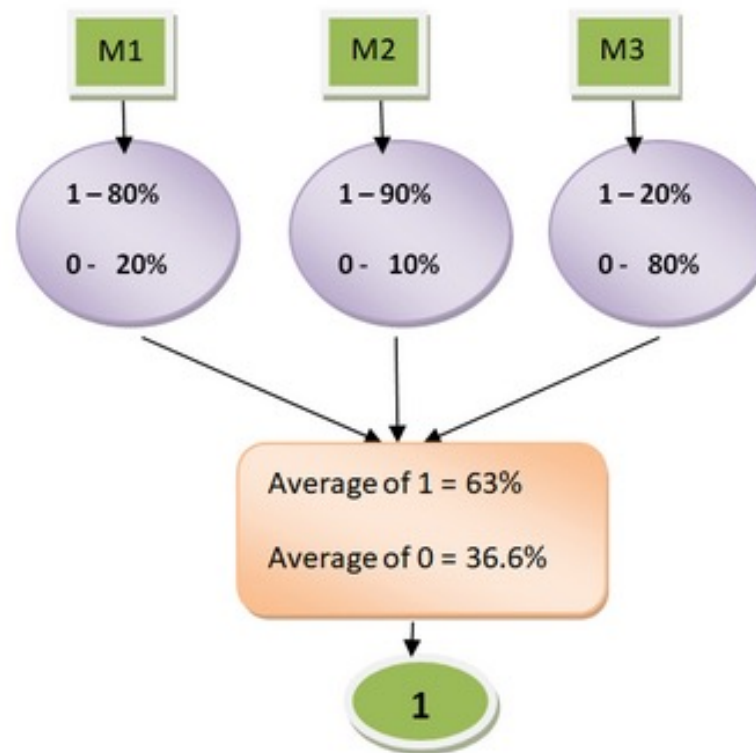 M1
M2
M3
1 – 80%
0 - 20%
1 – 90%
0 - 10%
1 – 20%
0 - 80%
Average of 1 = 63%
Average of 0 = 36.6%
1